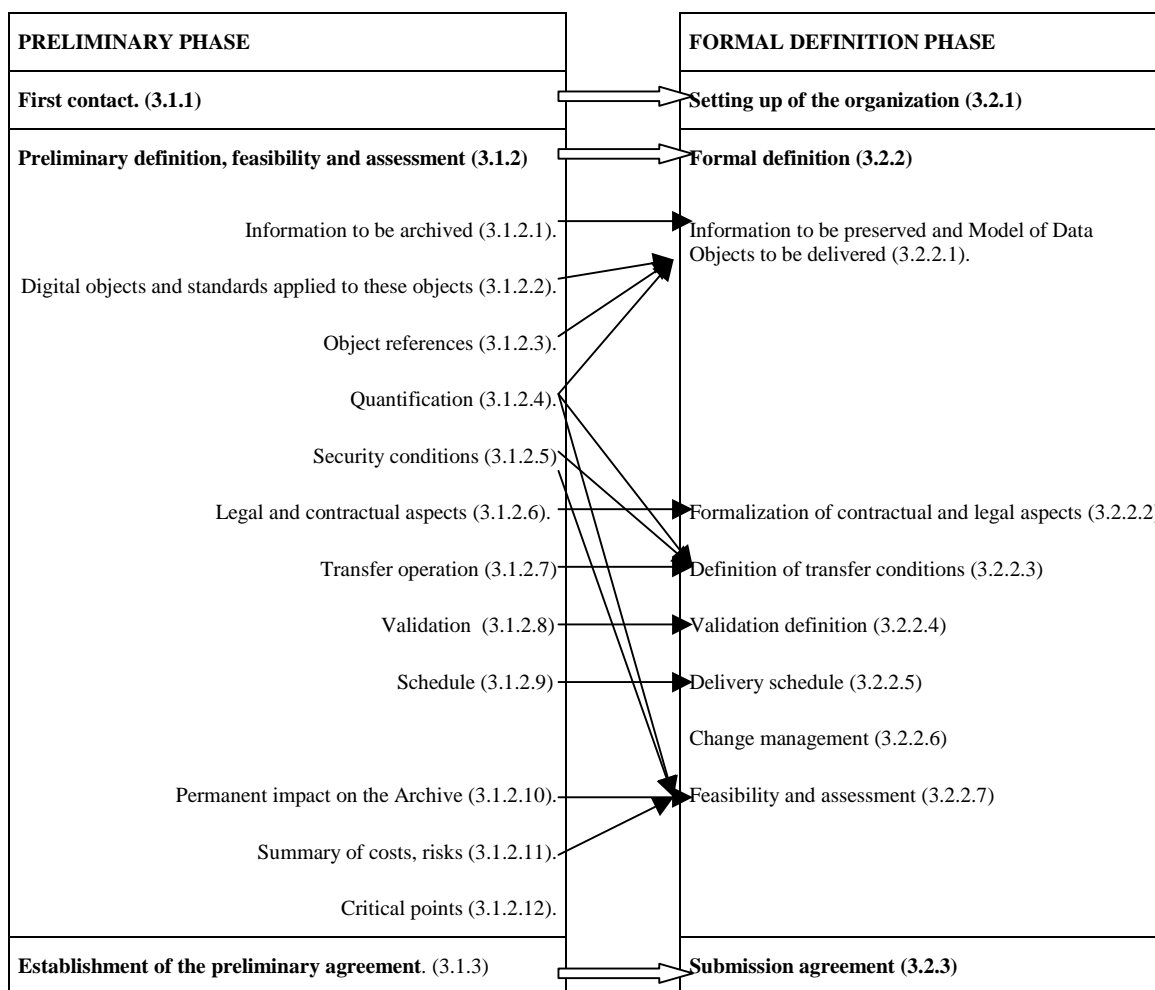 PRELIMINARY PHASE
FORMAL DEFINITION PHASE
First contact. (3.1.1)
Setting up of the organization (3.2.1)
Preliminary definition, feasibility and assessment (3.1.2)
Formal definition (3.2.2)
Information to be archived (3.1.2.1).
Information to be preserved and Model of Data
Objects to be delivered (3.2.2.1).
Digital objects and standards applied to these objects (3.1.2.2).
Object references (3.1.2.3).
Quantification (3.1.2.4).
Security conditions (3.1.2.5)
Legal and contractual aspects (3.1.2.6).
Formalization of contractual and legal aspects (3.2.2.2)
Transfer operation (3.1.2.7)
Definition of transfer conditions (3.2.2.3)
Validation (3.1.2.8)
Validation definition (3.2.2.4)
Schedule (3.1.2.9)
Delivery schedule (3.2.2.5)
Change management (3.2.2.6)
Permanent impact on the Archive (3.1.2.10).
Feasibility and assessment (3.2.2.7)
Summary of costs, risks (3.1.2.11).
Critical points (3.1.2.12).
Establishment of the preliminary agreement. (3.1.3)
Submission agreement (3.2.3)